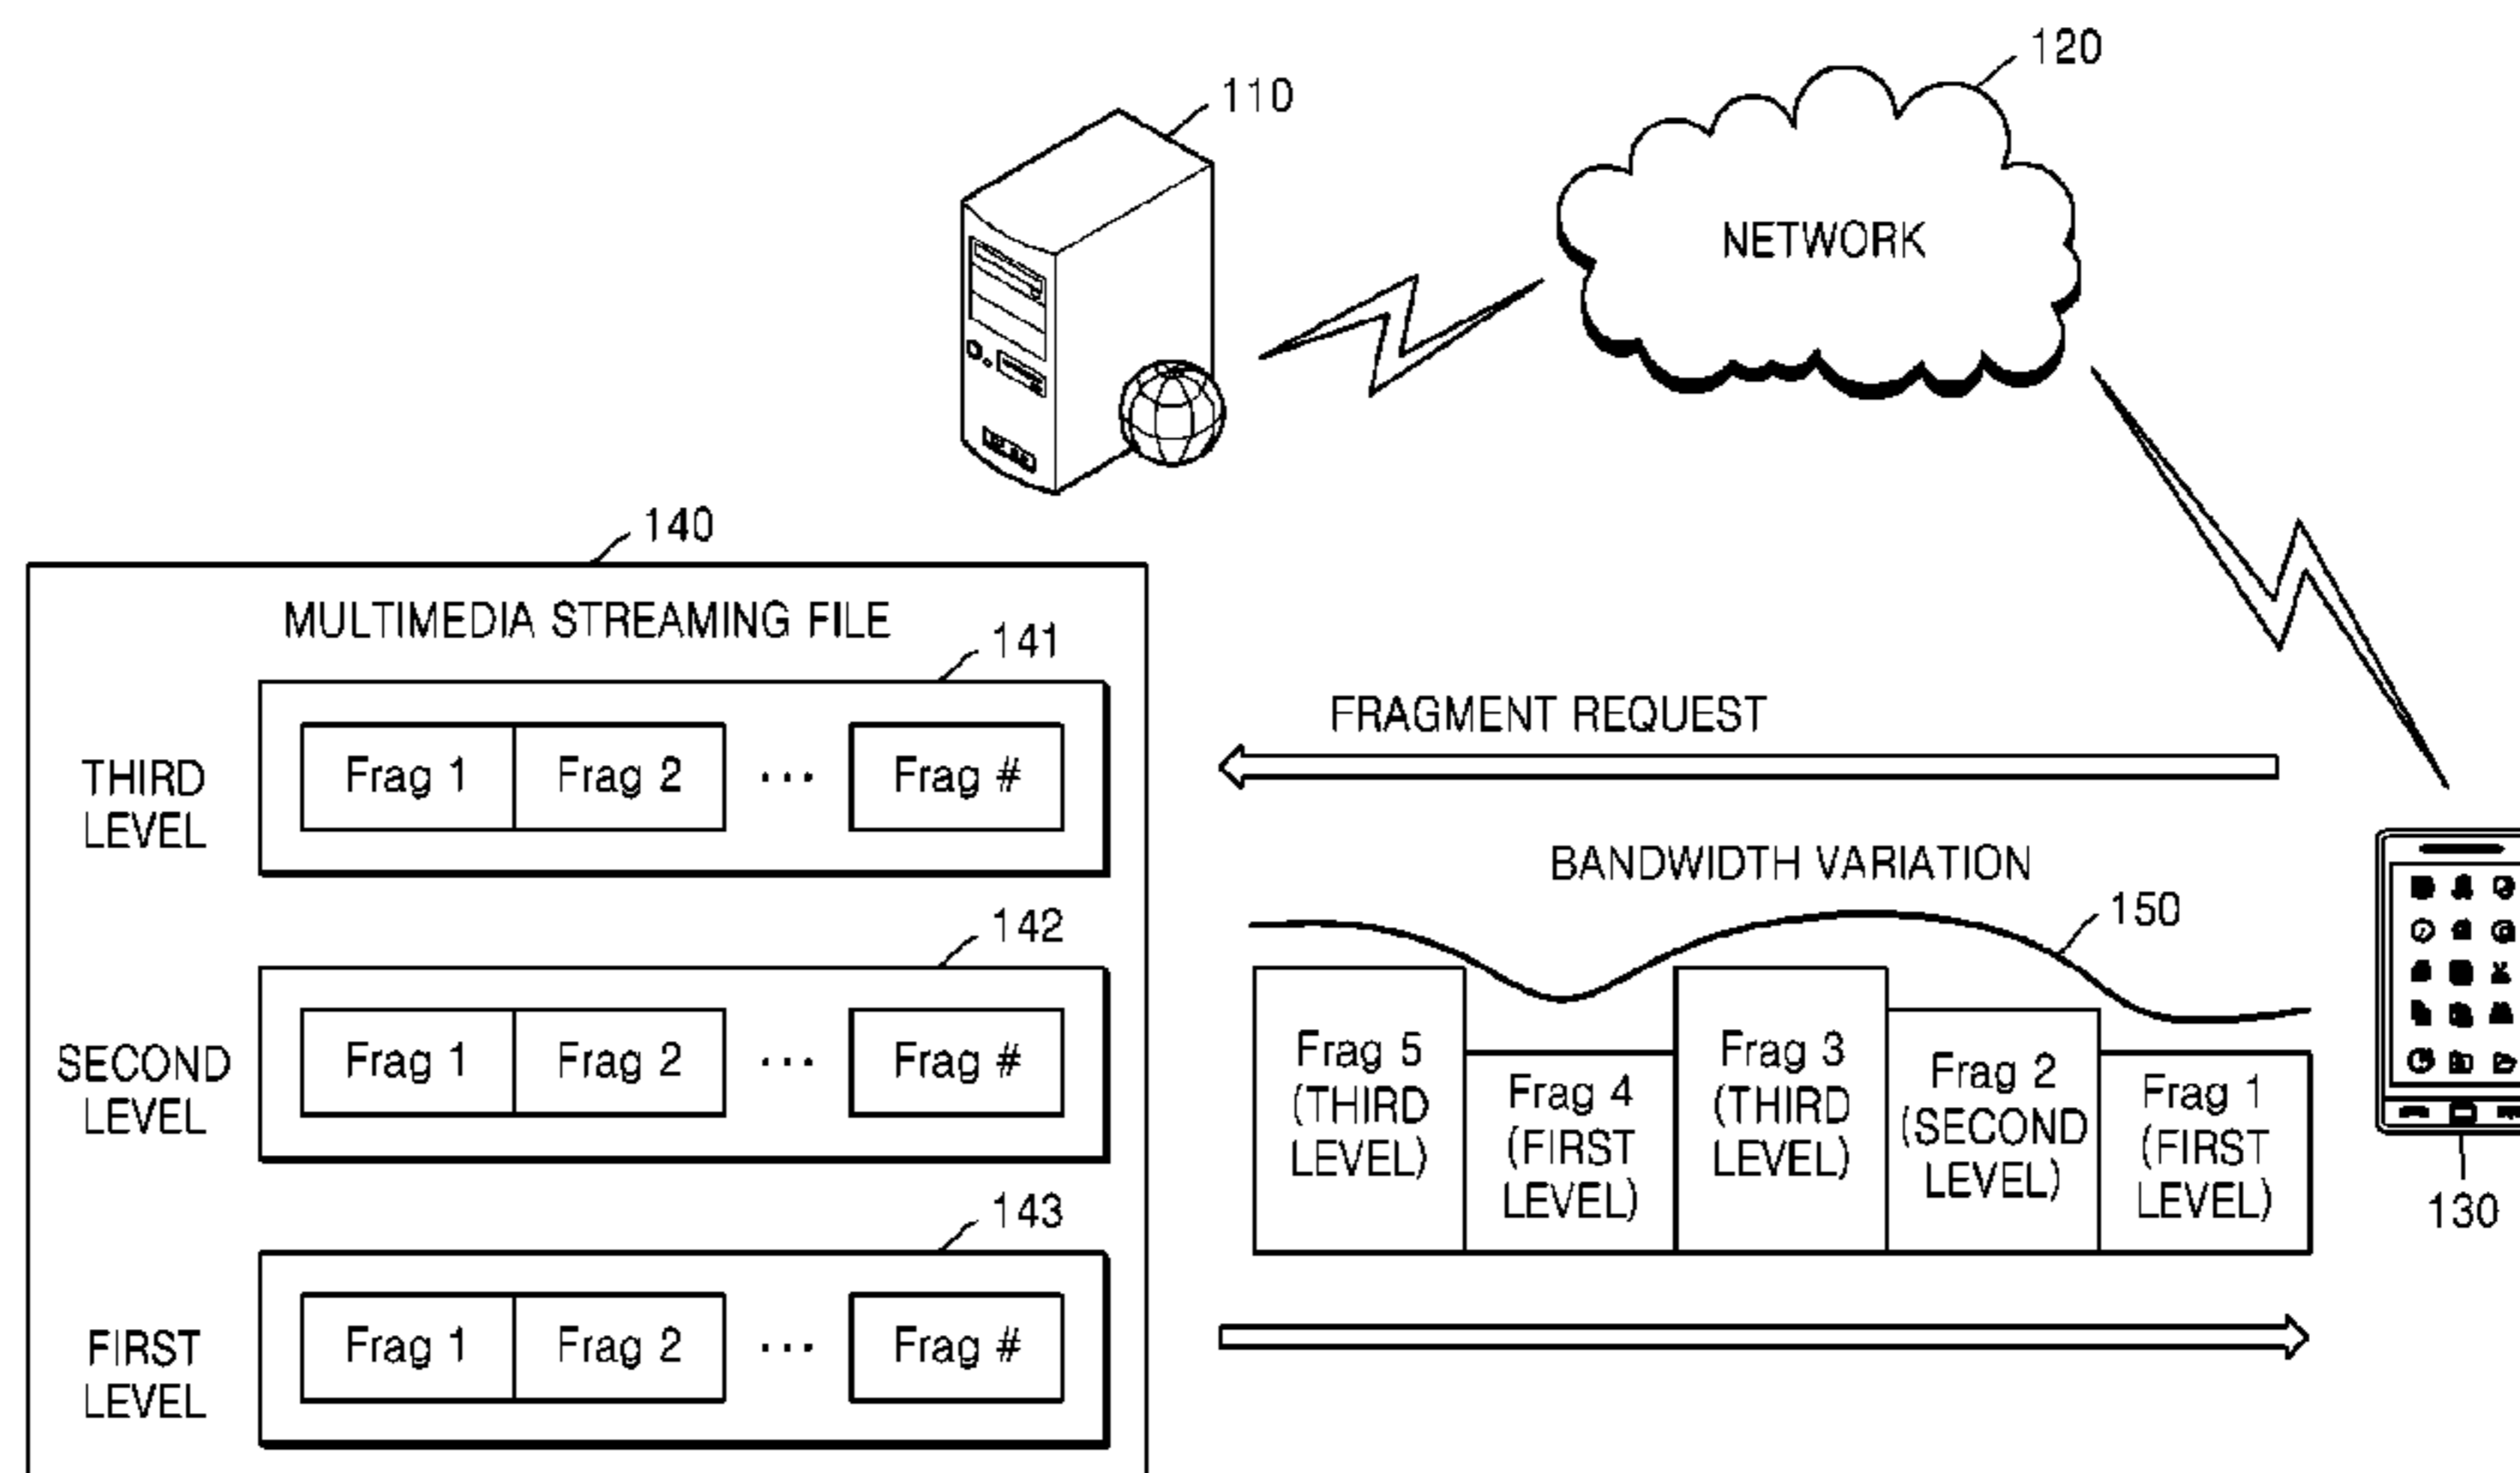 120
110
NETWORK
140
MULTIMEDIA STREAMING FILE
141
THIRD
LEVEL
Frag 1
Frag 2
...
Frag #
142
SECOND
LEVEL
Frag 1
Frag 2
...
Frag #
143
FIRST
LEVEL
Frag 1
Frag 2
...
Frag #
FRAGMENT REQUEST
BANDWIDTH VARIATION
150
Frag 5
(THIRD
LEVEL)
Frag 4
(FIRST
LEVEL)
Frag 3
(THIRD
LEVEL)
Frag 2
(SECOND
LEVEL)
Frag 1
(FIRST
LEVEL)
130